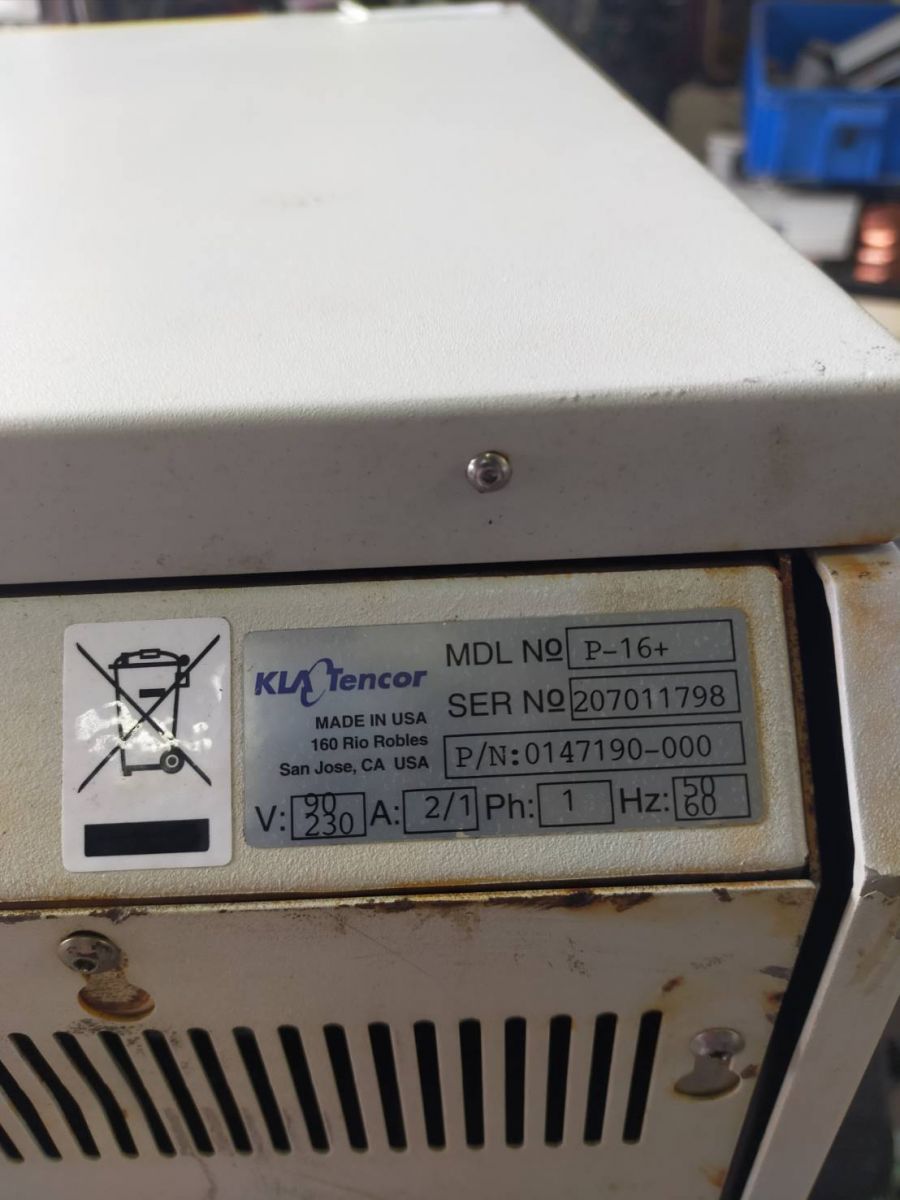 KLA Tencor
MADE IN USA
160 Rio Robles
San Jose, CA USA
MDL Nº P-16+
SER Nº 207011798
P/N:0147190-000
V: 90 230 A: 2/1 Ph: 1 Hz: 50 60